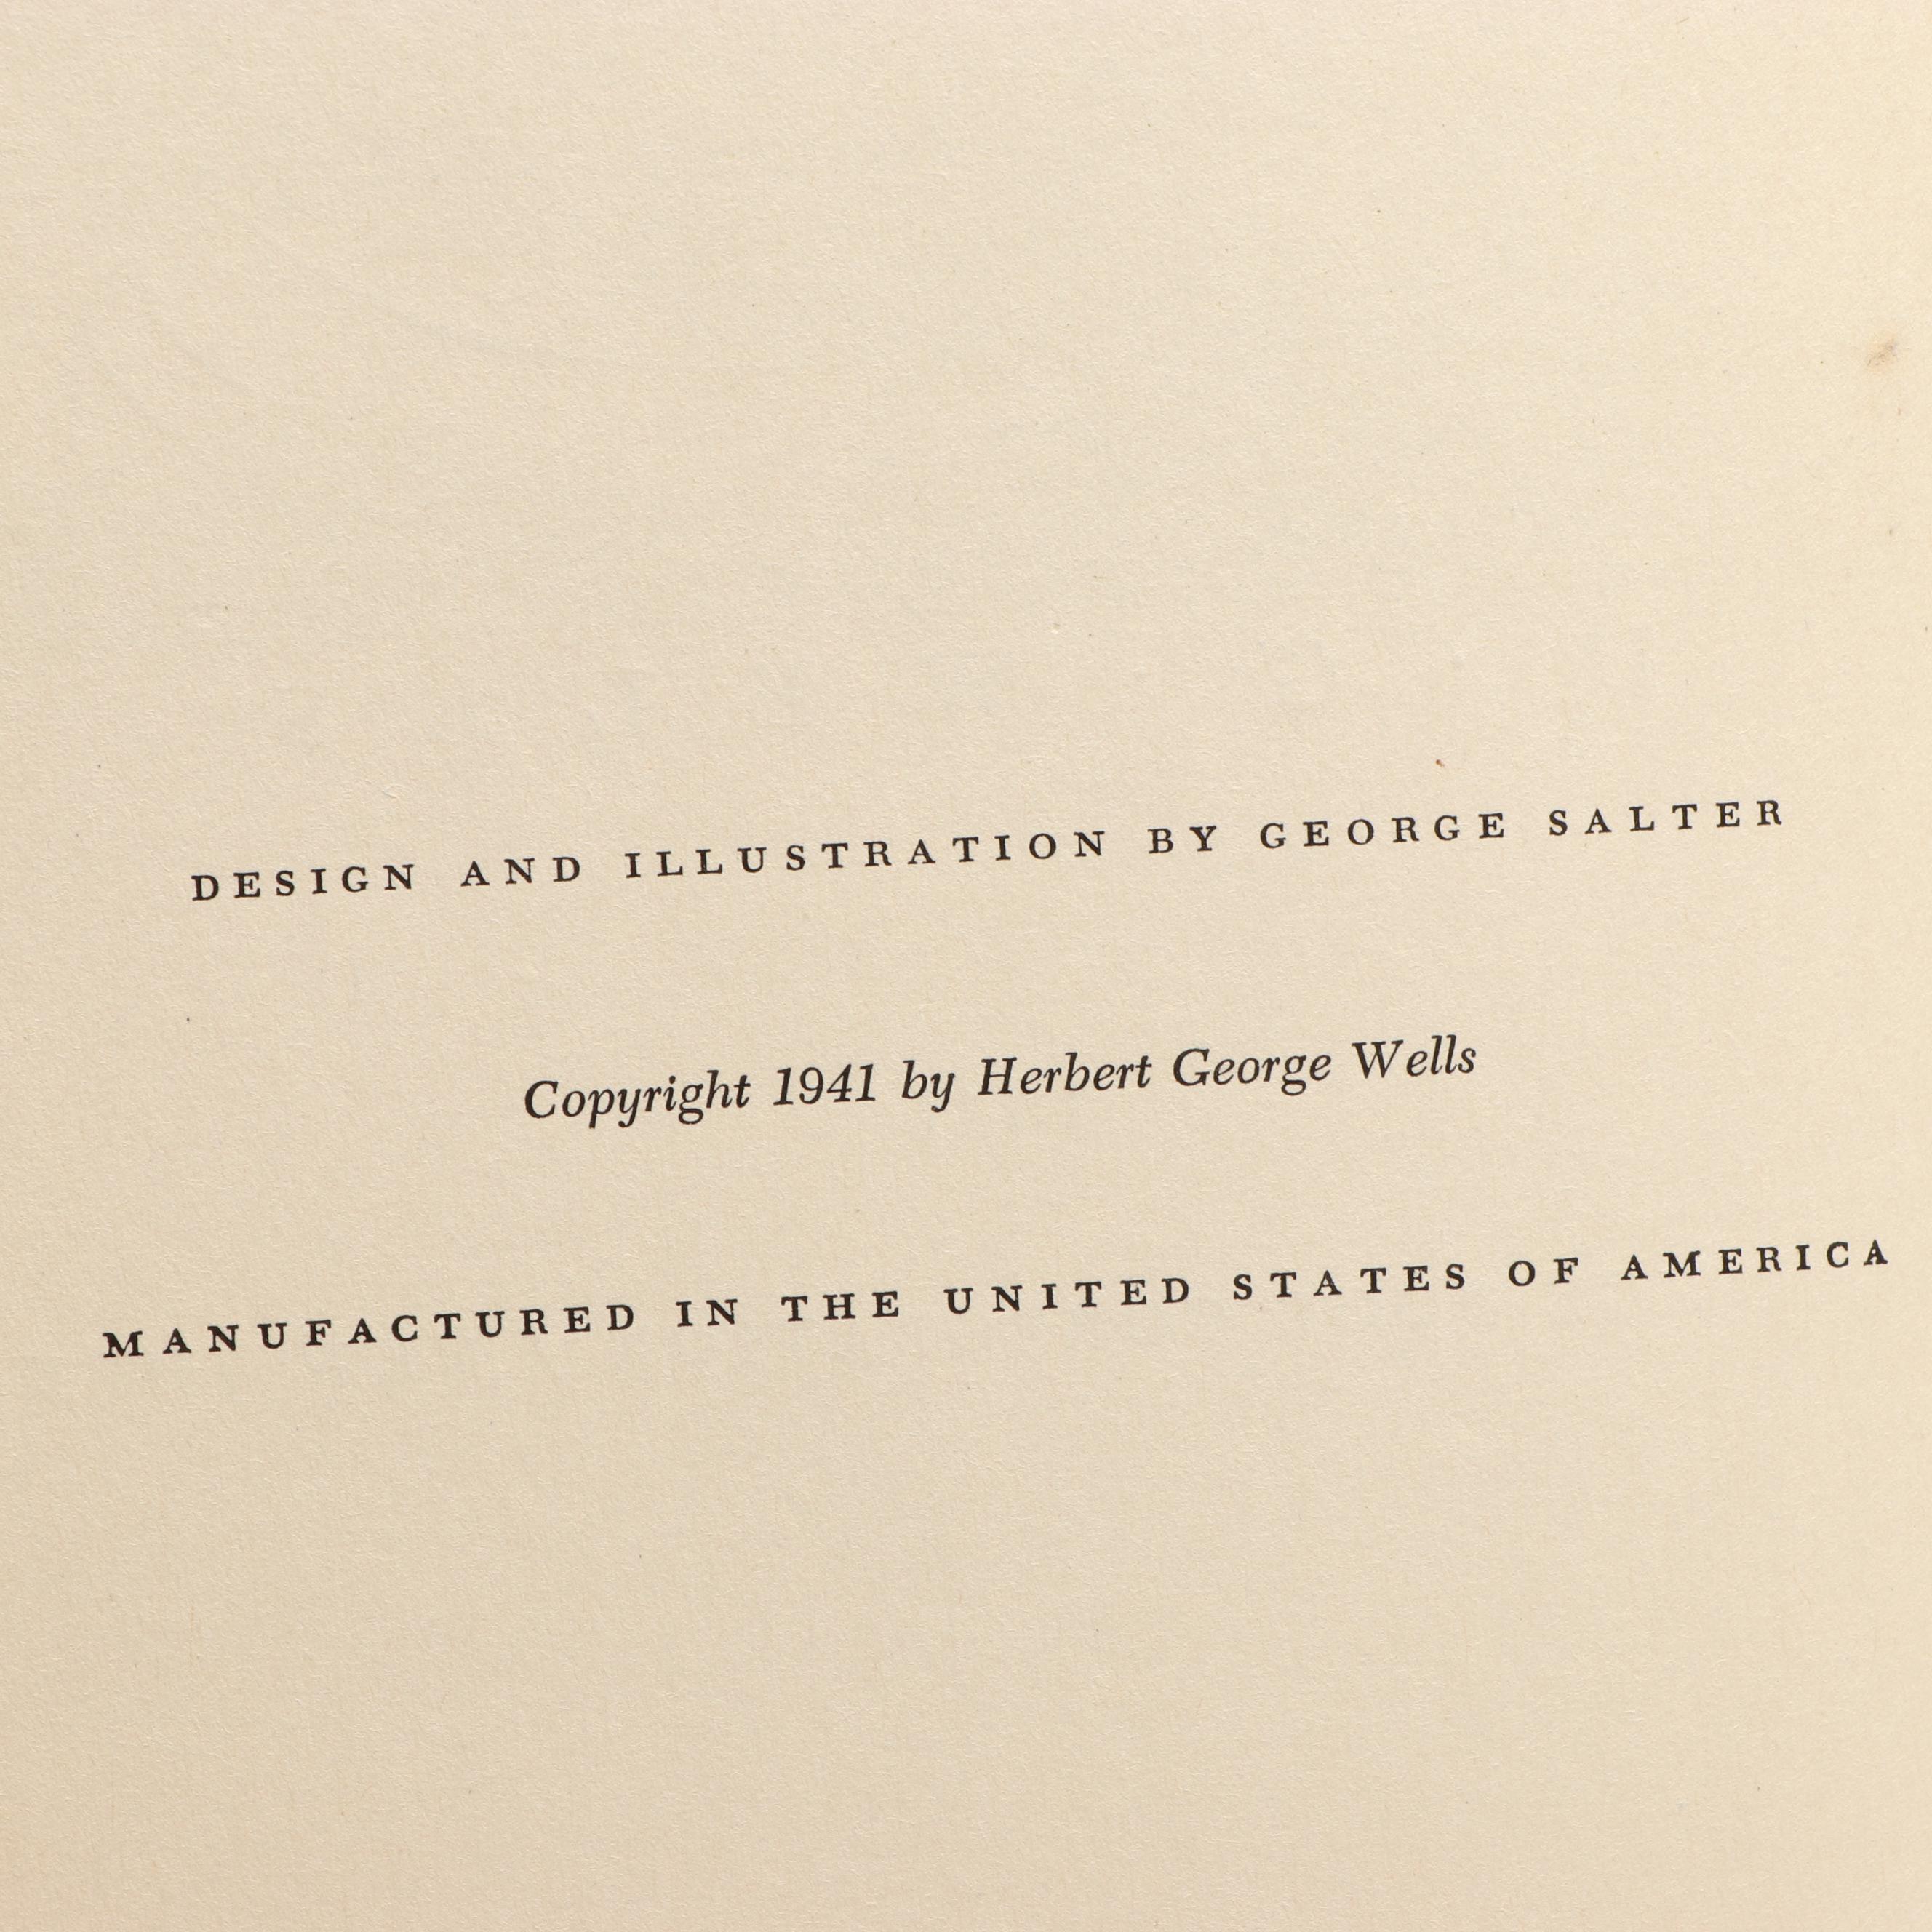 DESIGN AND ILLUSTRATION BY GEORGE SALTER
Copyright 1941 by Herbert George Wells
MANUFACTURED IN THE UNITED STATES OF AMERICA